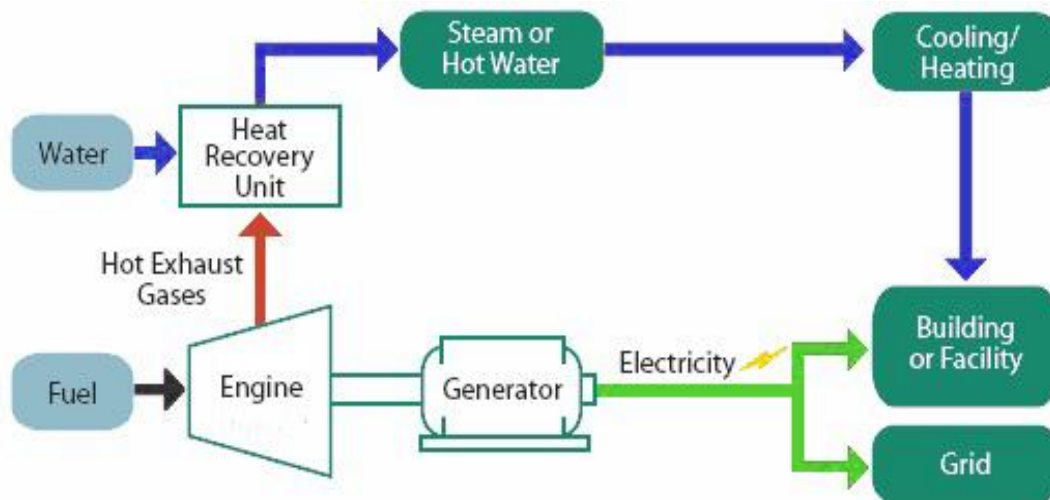 Steam or
Hot Water
Cooling/
Heating
Water
Heat
Recovery
Unit
Hot Exhaust
Gases
Fuel
Engine
Generator
Electricity
Building
or Facility
Grid